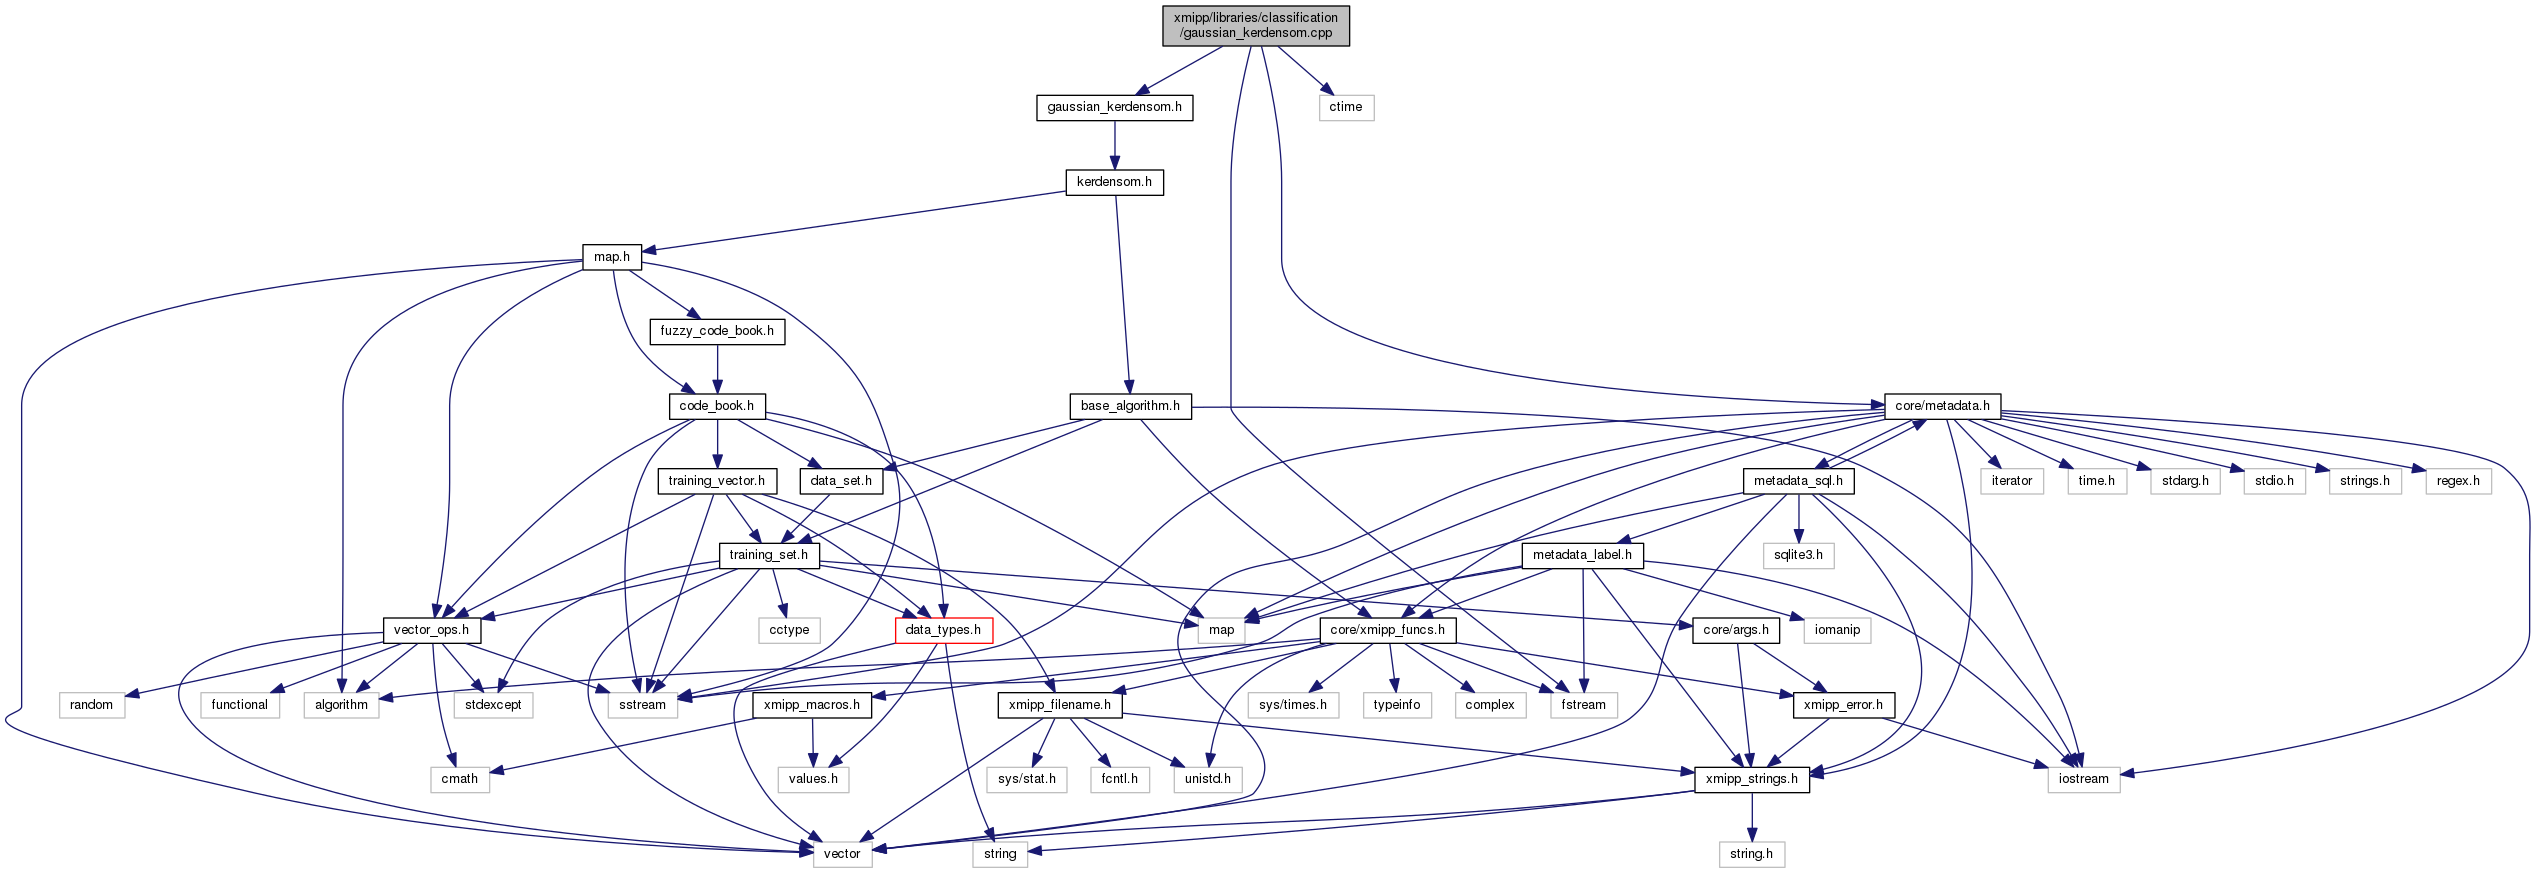 xmipp/libraries/classification
/gaussian_kerdensom.cpp
gaussian_kerdensom.h
ctime
kerdensom.h
map.h
fuzzy_code_book.h
code_book.h
base_algorithm.h
core/metadata.h
training_vector.h
data_set.h
metadata_sql.h
iterator
time.h
stdarg.h
stdio.h
strings.h
regex.h
training_set.h
metadata_label.h
sqlite3.h
vector_ops.h
cctype
data_types.h
map
core/xmipp_funcs.h
core/args.h
iomanip
random
functional
algorithm
stdexcept
sstream
xmipp_macros.h
xmipp_filename.h
sys/times.h
typeinfo
complex
fstream
xmipp_error.h
cmath
values.h
sys/stat.h
fcntl.h
unistd.h
xmipp_strings.h
iostream
vector
string
string.h